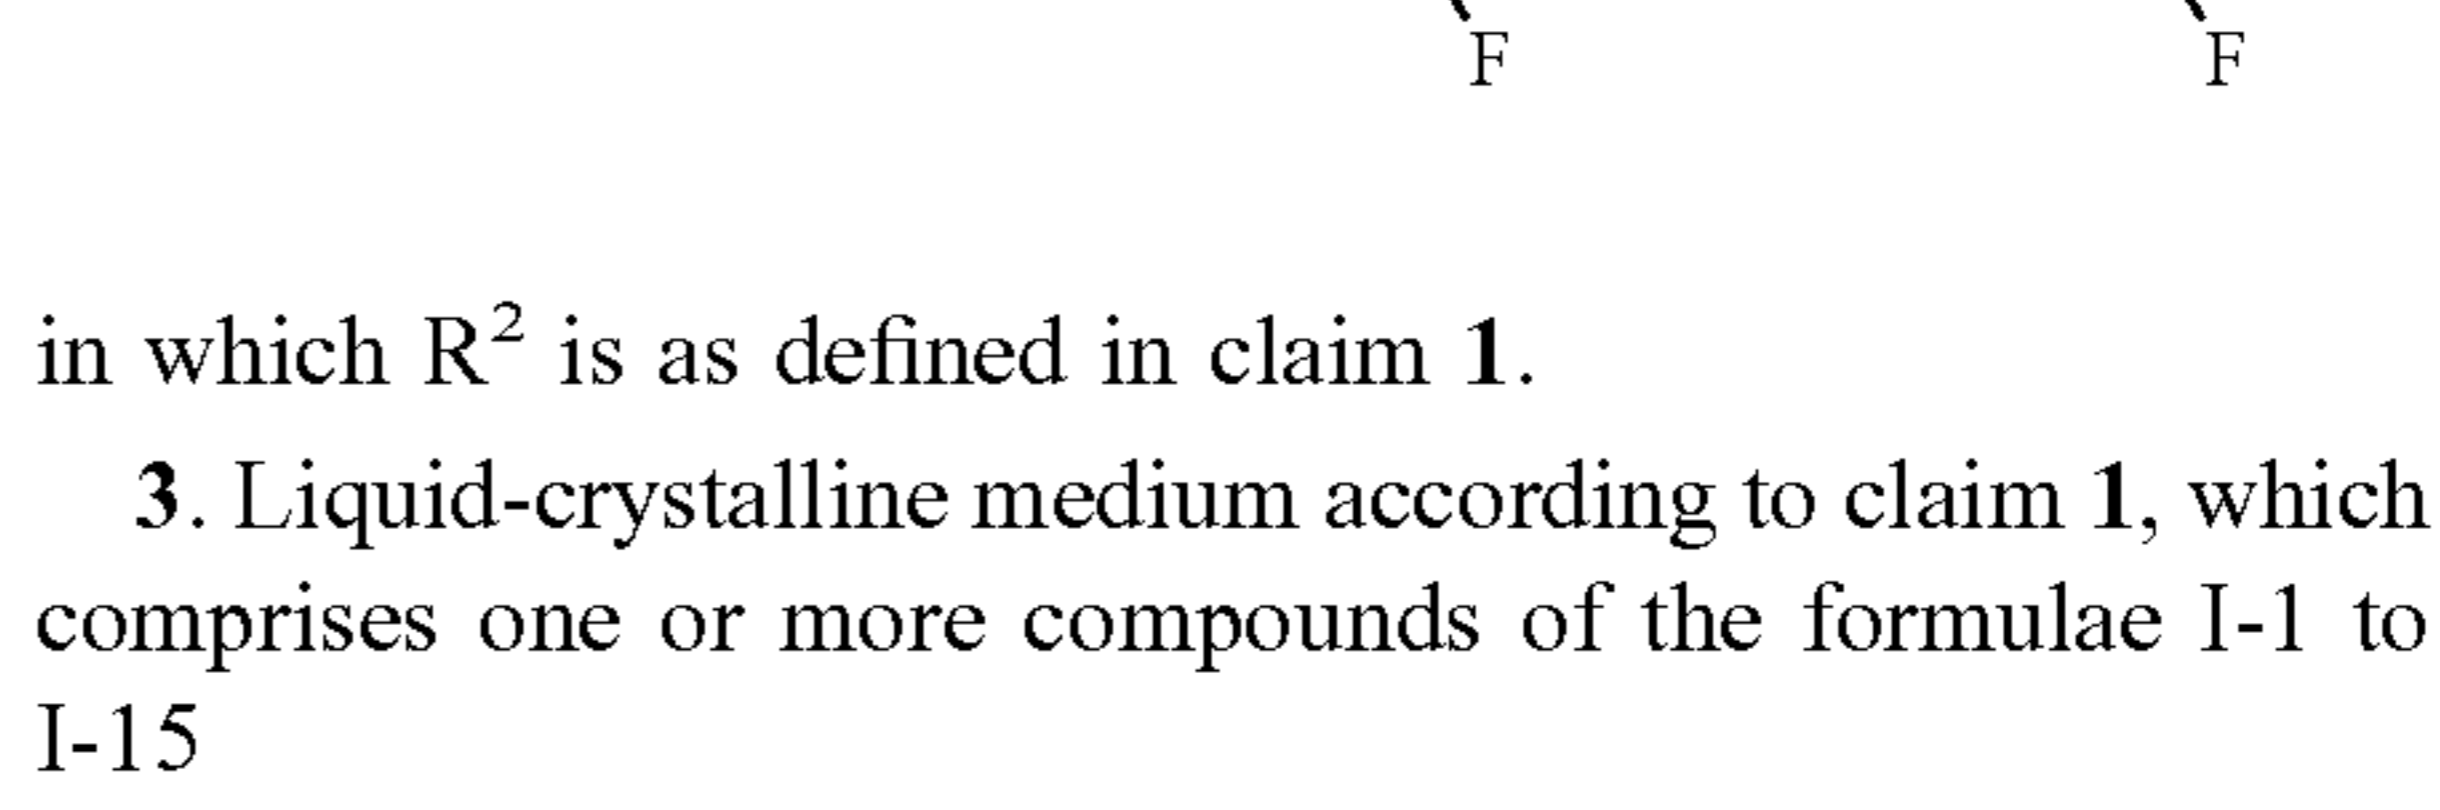 F F
in which R² is as defined in claim 1.
3. Liquid-crystalline medium according to claim 1, which
comprises one or more compounds of the formulae I-1 to
I-15